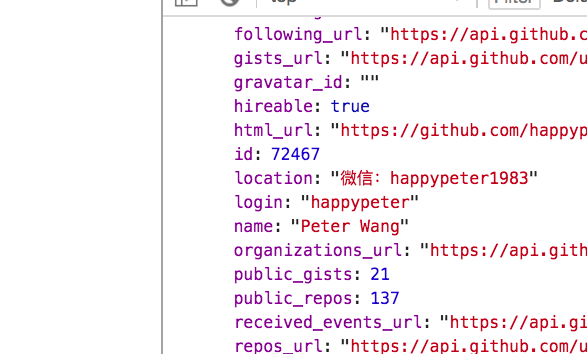 Filter
following_url: "https://api.github.c
gists_url: "https://api.github.com/u
gravatar_id: ""
hireable: true
html_url: "https://github.com/happyp
id: 72467
location: "微信：happypeter1983"
login: "happypeter"
name: "Peter Wang"
organizations_url: "https://api.gith
public_gists: 21
public_repos: 137
received_events_url: "https://api.gi
repos_url: "https://api.github.com/u